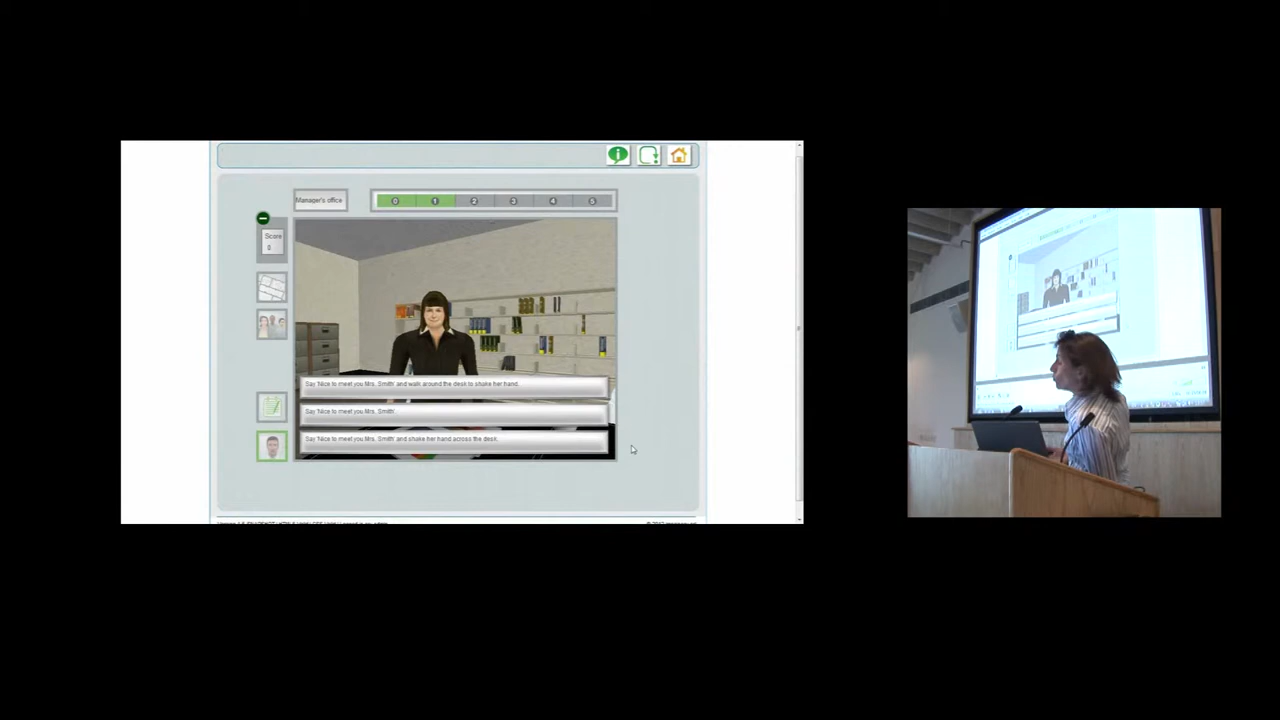 Manager's office
0 1 2 3 4 5
Score
0
Say 'Nice to meet you Mrs. Smith' and walk around the desk to shake her hand.
Say 'Nice to meet you Mrs. Smith'
Say 'Nice to meet you Mrs. Smith' and shake her hand across the desk.